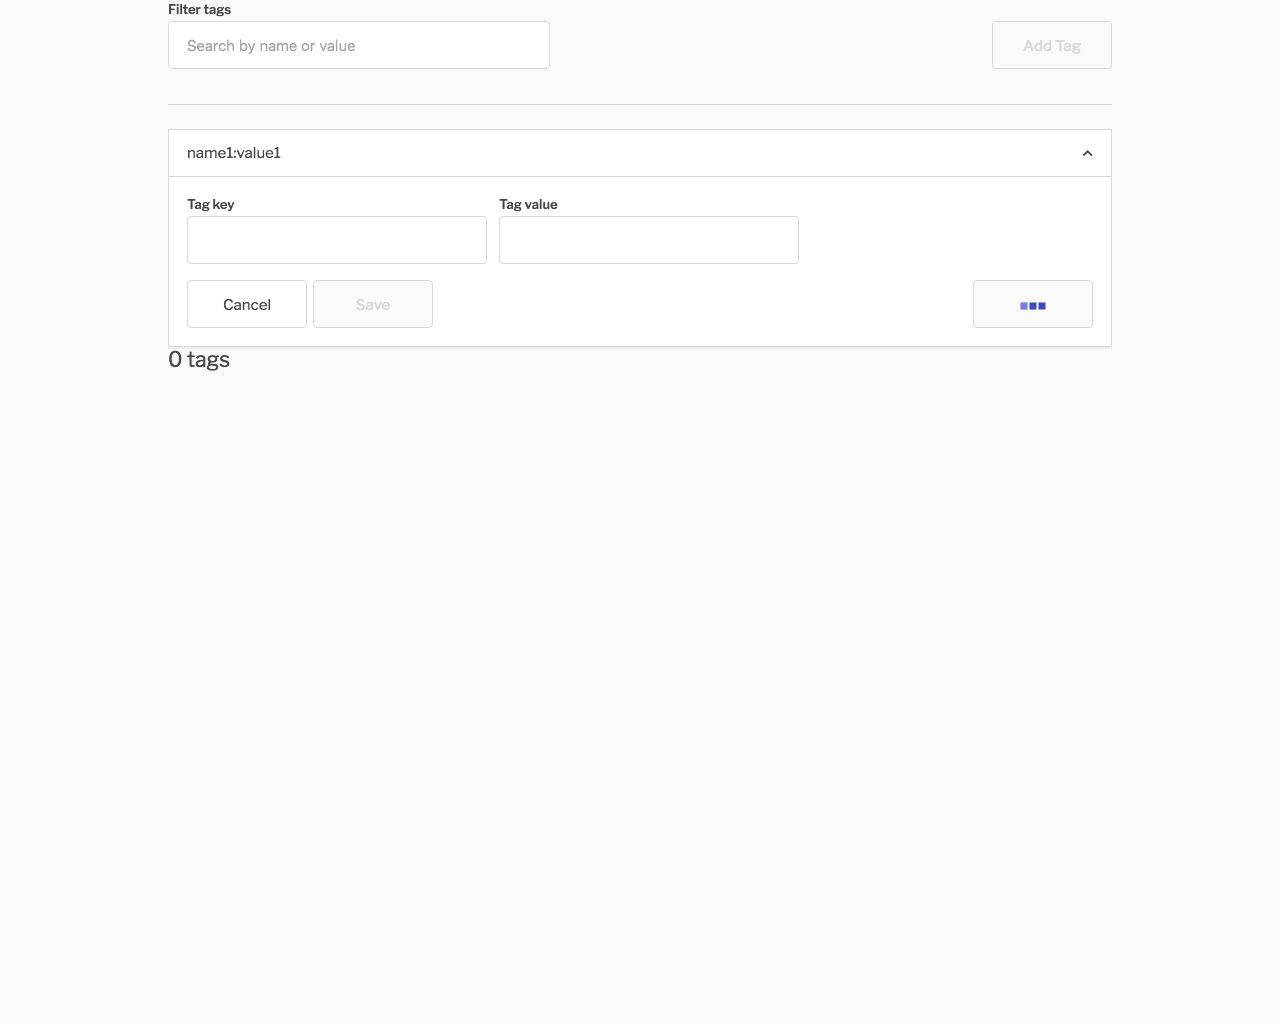 Filter tags
Search by name or value
Add Tag
name1:value1
Tag key
Tag value
Cancel
Save
0 tags